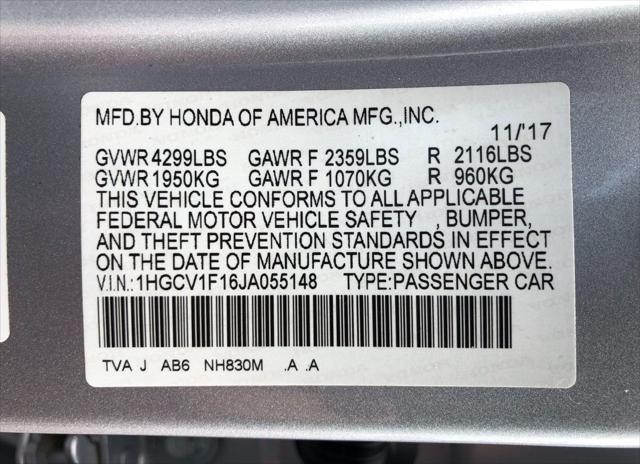 MFD.BY HONDA OF AMERICA MFG.,INC.
11/'17
GVWR 4299LBS GAWR F 2359LBS R 2116LBS
GVWR 1950KG GAWR F 1070KG R 960KG
THIS VEHICLE CONFORMS TO ALL APPLICABLE
FEDERAL MOTOR VEHICLE SAFETY , BUMPER,
AND THEFT PREVENTION STANDARDS IN EFFECT
ON THE DATE OF MANUFACTURE SHOWN ABOVE.
V.I.N.:1HGCV1F16JA055148 TYPE:PASSENGER CAR
TVA J AB6 NH830M .A .A